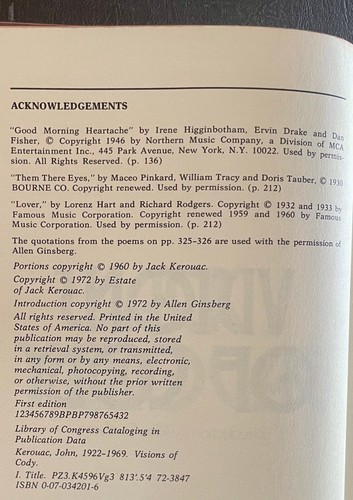 ACKNOWLEDGEMENTS
"Good Morning Heartache" by Irene Higginbotham, Ervin Drake and Dan
Fisher, © Copyright 1946 by Northern Music Company, a Division of MCA
Entertainment Inc., 445 Park Avenue, New York, N.Y. 10022. Used by permis-
sion. All Rights Reserved. (p. 136)
"Them There Eyes," by Maceo Pinkard, William Tracy and Doris Tauber, © 1930
BOURNE CO. Copyright renewed. Used by permission. (p. 212)
"Lover," by Lorenz Hart and Richard Rodgers. Copyright © 1932 and 1933 by
Famous Music Corporation. Copyright renewed 1959 and 1960 by Famous
Music Corporation. Used by permission. (p. 212)
The quotations from the poems on pp. 325-326 are used with the permission of
Allen Ginsberg.
Portions copyright © 1960 by Jack Kerouac.
Copyright © 1972 by Estate
of Jack Kerouac.
Introduction copyright © 1972 by Allen Ginsberg
All rights reserved. Printed in the United
States of America. No part of this
publication may be reproduced, stored
in a retrieval system, or transmitted,
in any form or by any means, electronic,
mechanical, photocopying, recording,
or otherwise, without the prior written
permission of the publisher.
First edition
123456789BPBP798765432
Library of Congress Cataloging in
Publication Data
Kerouac, John, 1922-1969. Visions of
Cody.
I. Title. PZ3.K4596Vg3 813'.5'4 72-3847
ISBN 0-07-034201-6